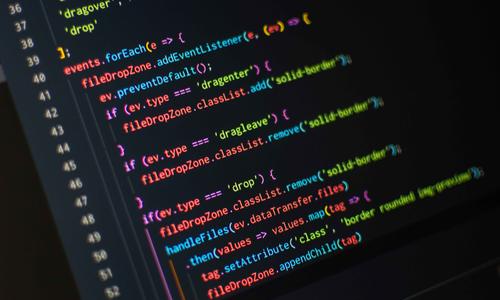 36
'dragover',
37 'drop'
38 ];
39 events.forEach(e => {
40 fileDropZone.addEventListener(e, (ev) => {
41 ev.preventDefault();
42 if (ev.type === 'dragenter') {
43 fileDropZone.classList.add('solid-border');
44 }
45 if (ev.type === 'dragleave') {
46 fileDropZone.classList.remove('solid-border');
47 }
48 if(ev.type === 'drop') {
49 fileDropZone.classList.remove('solid-border');
50 handleFiles(ev.dataTransfer.files)
51 .then(values => values.map(tag => {
52 tag.setAttribute('class', 'border rounded img-preview');
fileDropZone.appendChild(tag)